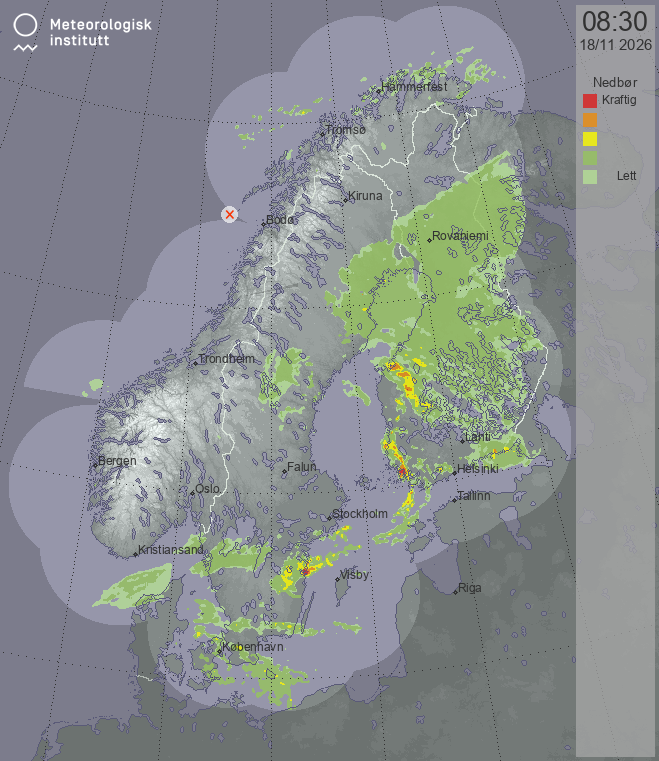 Meteorologisk
institutt
08:30
18/11 2026
Nedbør
Kraftig
Lett
Hammerfest
Tromsø
Kiruna
Bodø
Rovaniemi
Trondheim
Lahti
Bergen
Falun
Helsinki
Oslo
Tallinn
Stockholm
Kristiansand
Visby
Riga
København